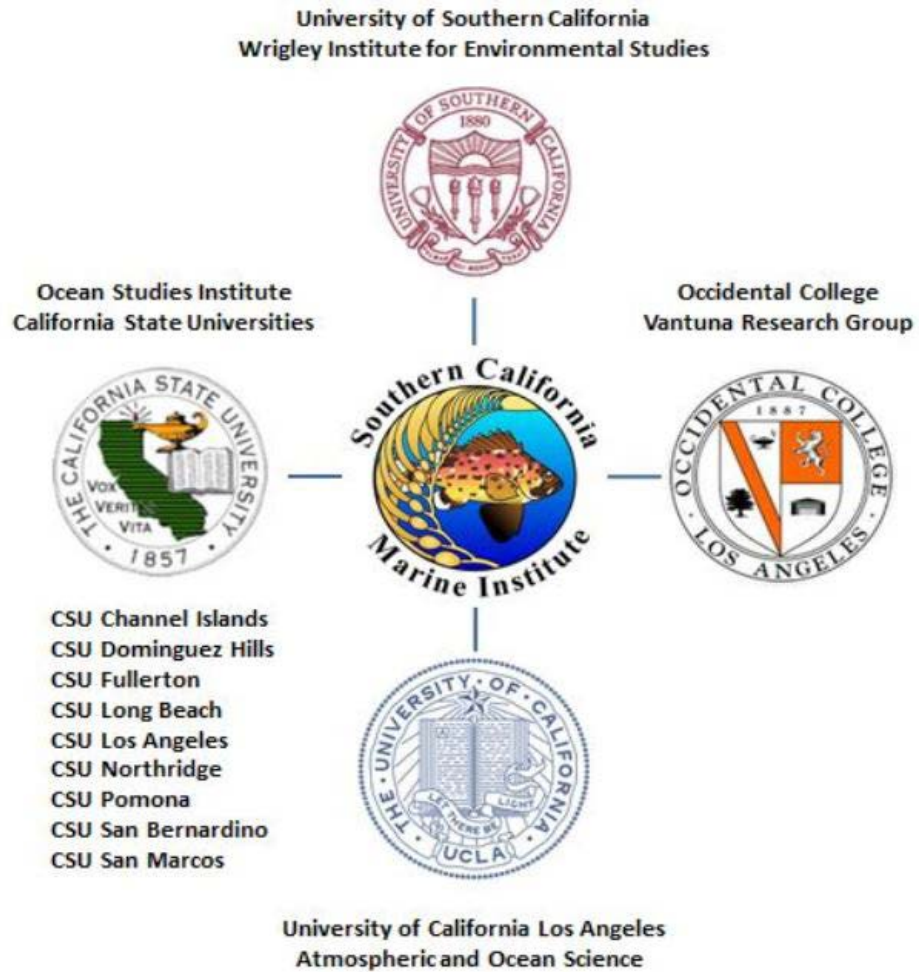 University of Southern California
Wrigley Institute for Environmental Studies
UNIVERSITY OF SOUTHERN CALIFORNIA
1880
Ocean Studies Institute
California State Universities
Occidental College
Vantuna Research Group
THE CALIFORNIA STATE UNIVERSITY
VOX
VERITAS
VITA
1857
Southern California
Marine Institute
OCCIDENTAL COLLEGE
1887
LOS ANGELES
CSU Channel Islands
CSU Dominguez Hills
CSU Fullerton
CSU Long Beach
CSU Los Angeles
CSU Northridge
CSU Pomona
CSU San Bernardino
CSU San Marcos
THE · UNIVERSITY · OF · CALIFORNIA
LET THERE BE
LIGHT
UCLA
University of California Los Angeles
Atmospheric and Ocean Science